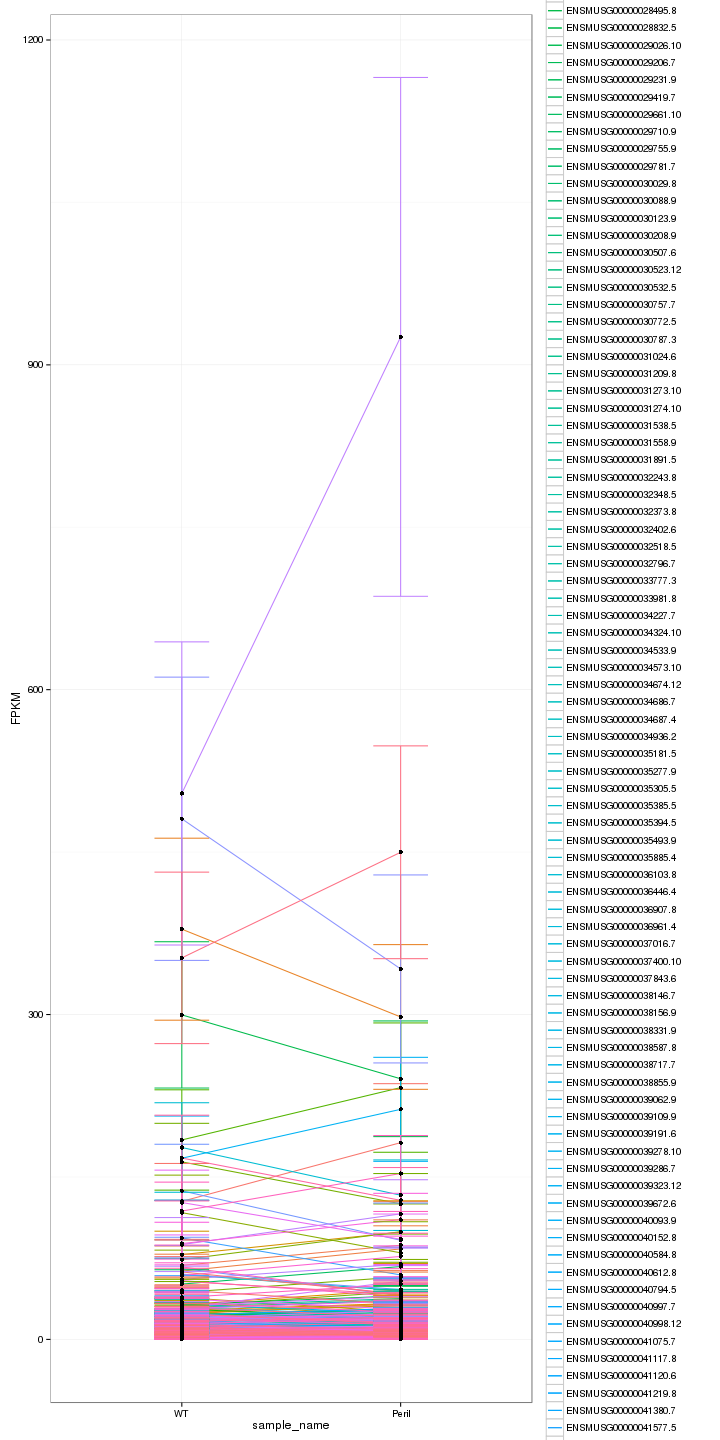 1200
900
600
300
0
FPKM
WT
Peril
sample_name
ENSMUSG00000028495.8
ENSMUSG00000028832.5
ENSMUSG00000029026.10
ENSMUSG00000029206.7
ENSMUSG00000029231.9
ENSMUSG00000029419.7
ENSMUSG00000029661.10
ENSMUSG00000029710.9
ENSMUSG00000029755.9
ENSMUSG00000029781.7
ENSMUSG00000030029.8
ENSMUSG00000030088.9
ENSMUSG00000030123.9
ENSMUSG00000030208.9
ENSMUSG00000030507.6
ENSMUSG00000030523.12
ENSMUSG00000030532.5
ENSMUSG00000030757.7
ENSMUSG00000030772.5
ENSMUSG00000030787.3
ENSMUSG00000031024.6
ENSMUSG00000031209.8
ENSMUSG00000031273.10
ENSMUSG00000031274.10
ENSMUSG00000031538.5
ENSMUSG00000031558.9
ENSMUSG00000031891.5
ENSMUSG00000032243.8
ENSMUSG00000032348.5
ENSMUSG00000032373.8
ENSMUSG00000032402.6
ENSMUSG00000032518.5
ENSMUSG00000032796.7
ENSMUSG00000033777.3
ENSMUSG00000033981.8
ENSMUSG00000034227.7
ENSMUSG00000034324.10
ENSMUSG00000034533.9
ENSMUSG00000034573.10
ENSMUSG00000034674.12
ENSMUSG00000034686.7
ENSMUSG00000034687.4
ENSMUSG00000034936.2
ENSMUSG00000035181.5
ENSMUSG00000035277.9
ENSMUSG00000035305.5
ENSMUSG00000035385.5
ENSMUSG00000035394.5
ENSMUSG00000035493.9
ENSMUSG00000035885.4
ENSMUSG00000036103.8
ENSMUSG00000036446.4
ENSMUSG00000036907.8
ENSMUSG00000036961.4
ENSMUSG00000037016.7
ENSMUSG00000037400.10
ENSMUSG00000037843.6
ENSMUSG00000038146.7
ENSMUSG00000038156.9
ENSMUSG00000038331.9
ENSMUSG00000038587.8
ENSMUSG00000038717.7
ENSMUSG00000038855.9
ENSMUSG00000039062.9
ENSMUSG00000039109.9
ENSMUSG00000039191.6
ENSMUSG00000039278.10
ENSMUSG00000039286.7
ENSMUSG00000039323.12
ENSMUSG00000039672.6
ENSMUSG00000040093.9
ENSMUSG00000040152.8
ENSMUSG00000040584.8
ENSMUSG00000040612.8
ENSMUSG00000040794.5
ENSMUSG00000040997.7
ENSMUSG00000040998.12
ENSMUSG00000041075.7
ENSMUSG00000041117.8
ENSMUSG00000041120.6
ENSMUSG00000041219.8
ENSMUSG00000041380.7
ENSMUSG00000041577.5